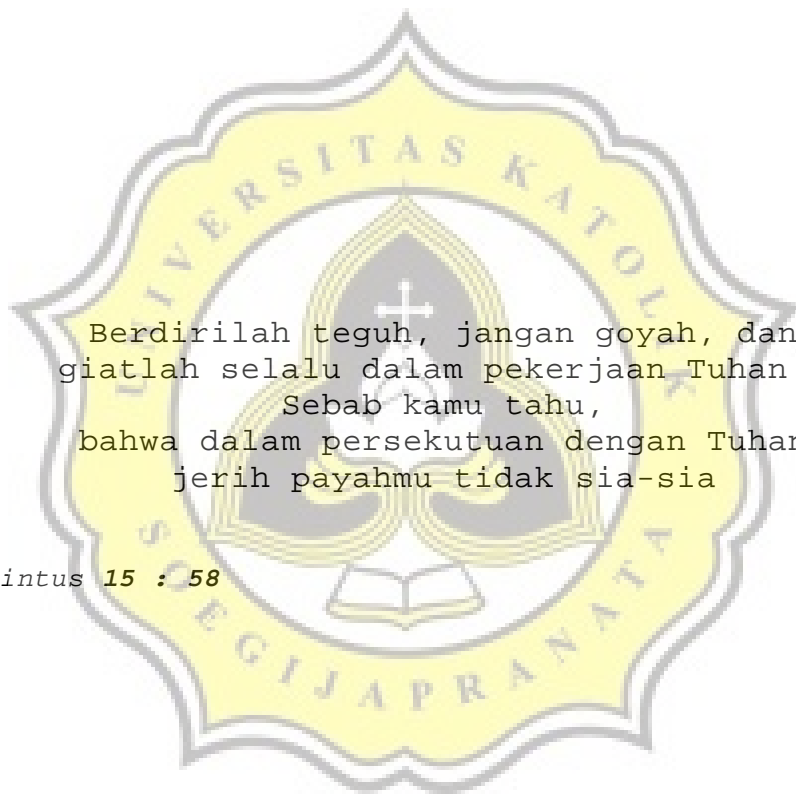 UNIVERSITAS KATOLIK
Berdirilah teguh, jangan goyah, dan
giatlah selalu dalam pekerjaan Tuhan
Sebab kamu tahu,
bahwa dalam persekutuan dengan Tuhan
jerih payahmu tidak sia-sia
intus 15 : 58
SOEGIJAPRANATA